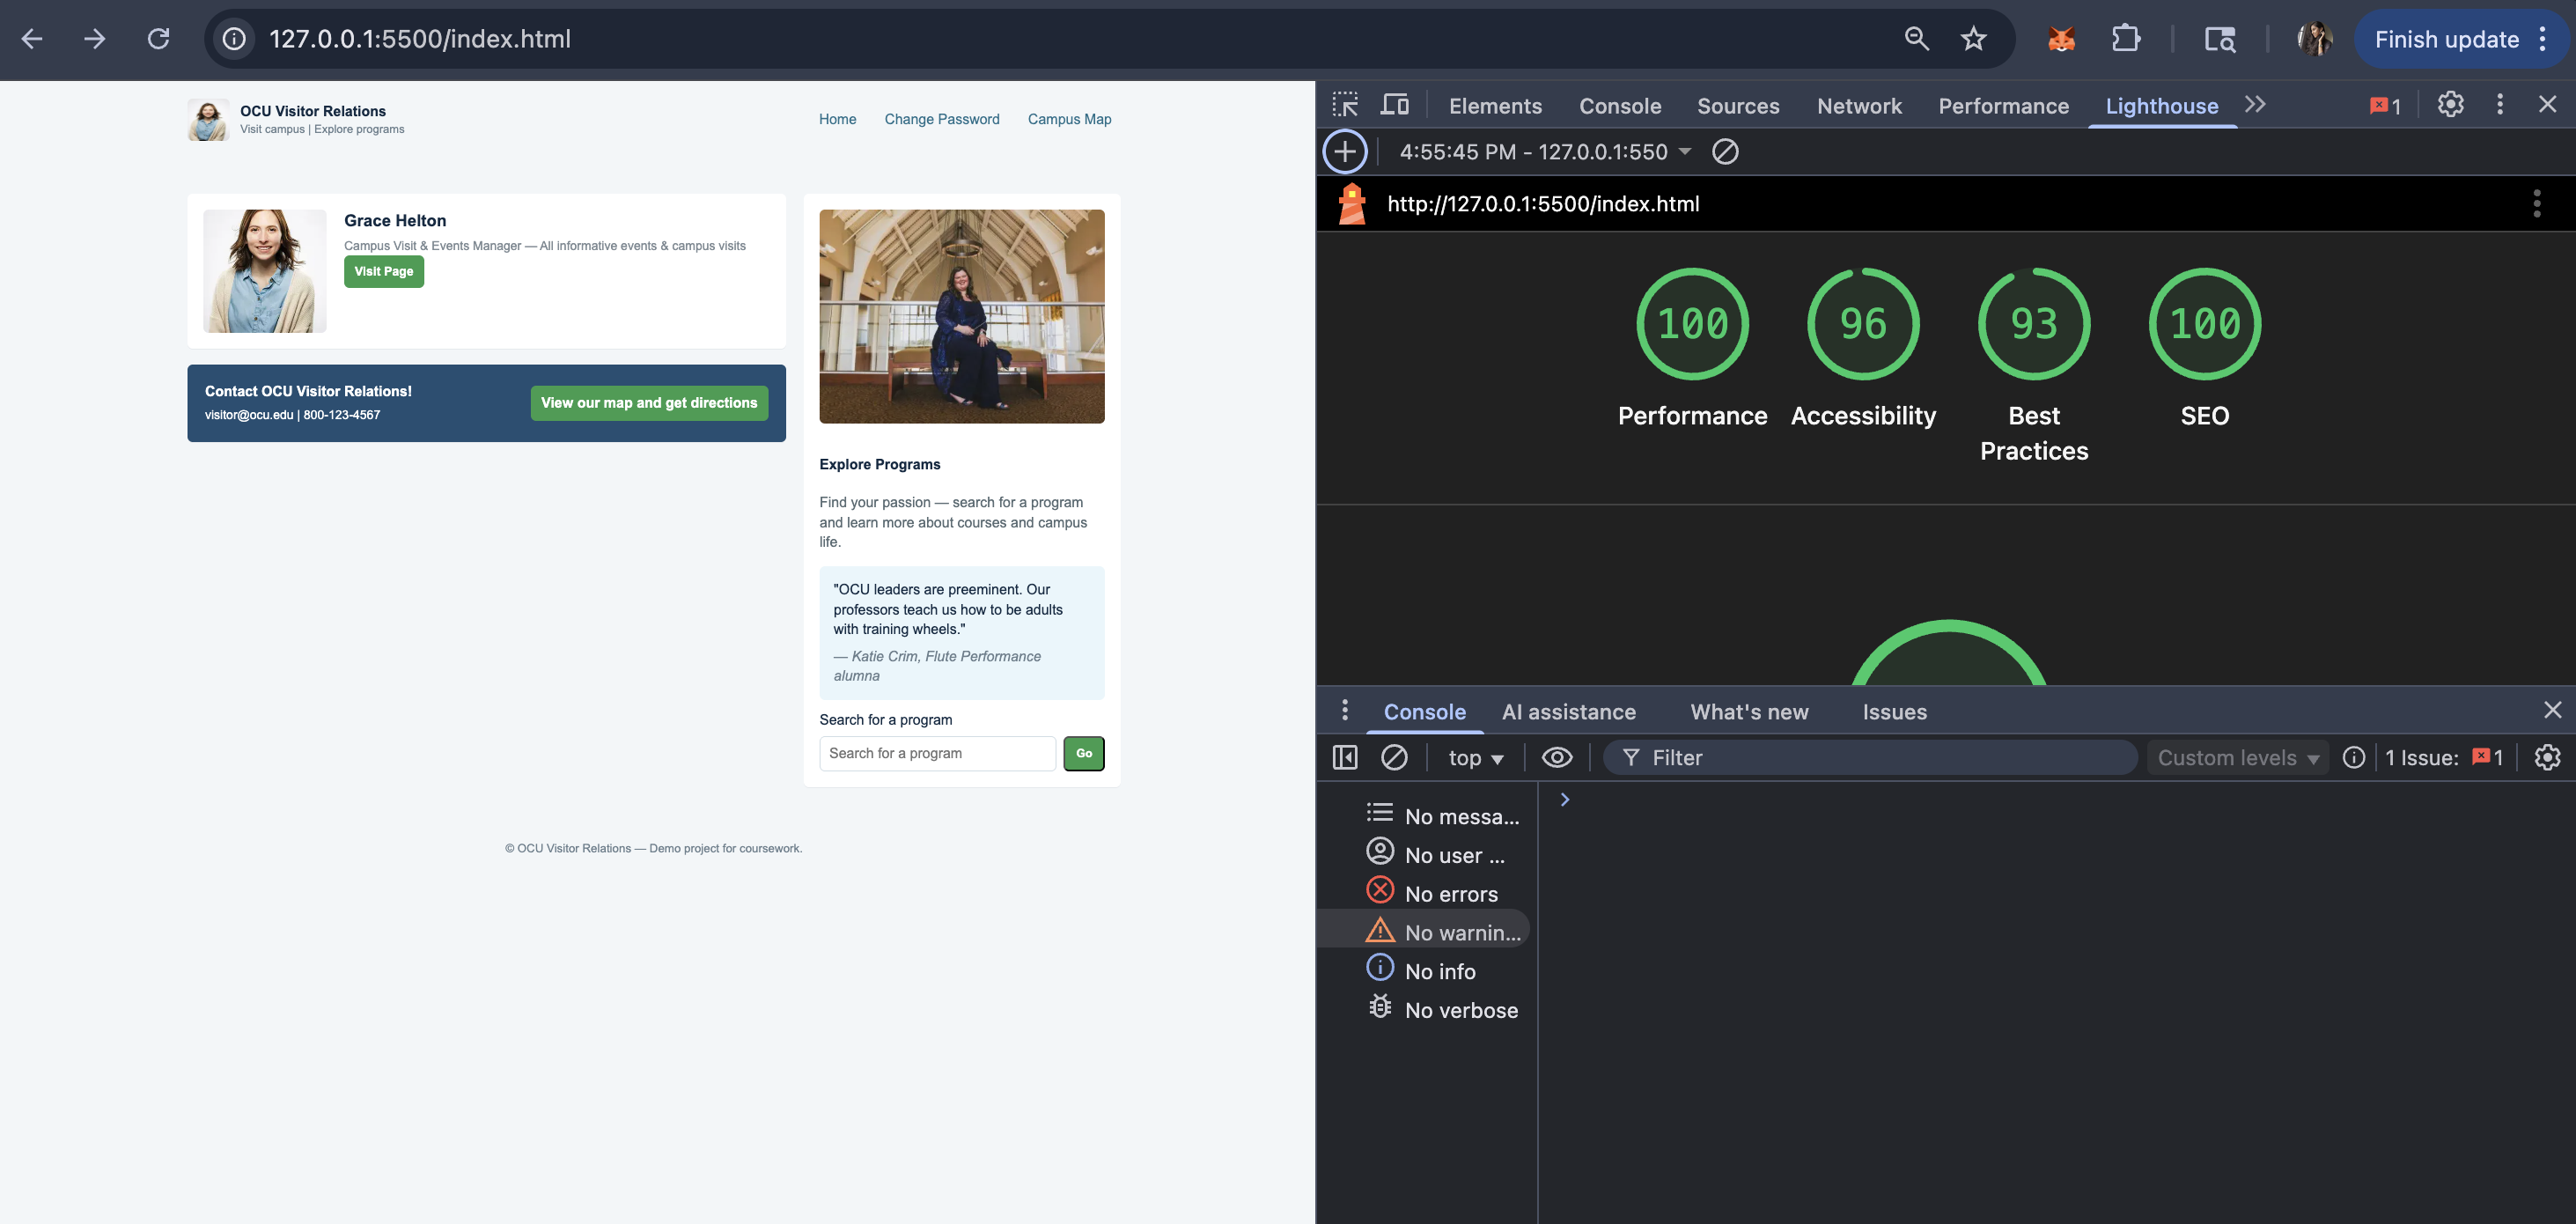 127.0.0.1:5500/index.html
Finish update
OCU Visitor Relations
Visit campus | Explore programs
Home
Change Password
Campus Map
Grace Helton
Campus Visit & Events Manager — All informative events & campus visits
Visit Page
Contact OCU Visitor Relations!
visitor@ocu.edu | 800-123-4567
View our map and get directions
Explore Programs
Find your passion — search for a program
and learn more about courses and campus
life.
"OCU leaders are preeminent. Our
professors teach us how to be adults
with training wheels."
— Katie Crim, Flute Performance
alumna
Search for a program
Search for a program
Go
© OCU Visitor Relations — Demo project for coursework.
Elements
Console
Sources
Network
Performance
Lighthouse
1
4:55:45 PM - 127.0.0.1:550
http://127.0.0.1:5500/index.html
100
96
93
100
Performance
Accessibility
Best
Practices
SEO
Console
AI assistance
What's new
Issues
top
Filter
Custom levels
1 Issue:
1
No messa...
No user ...
No errors
No warnin...
No info
No verbose